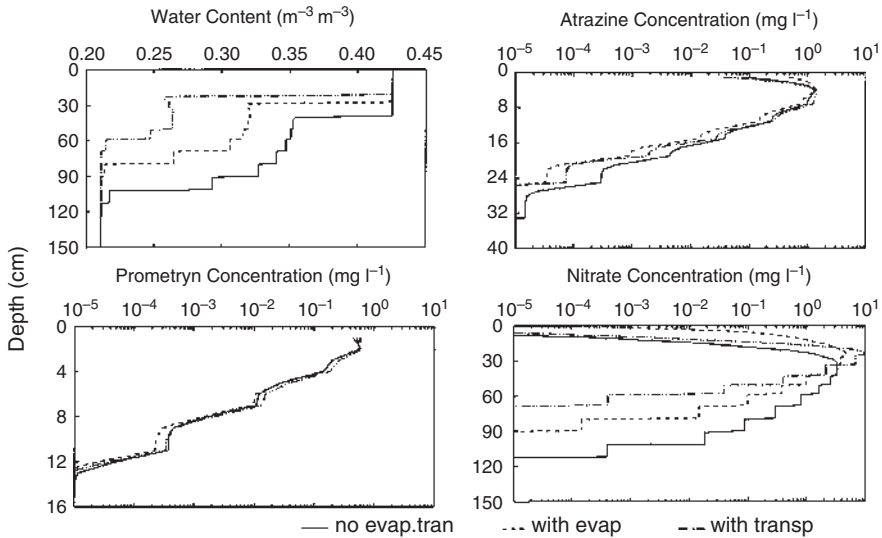 Water Content (m⁻³ m⁻³)
0.20 0.25 0.30 0.35 0.40 0.45
0
30
60
90
120
150
Atrazine Concentration mg l⁻¹)
10⁻⁵ 10⁻⁴ 10⁻³ 10⁻² 10⁻¹ 10⁰ 10¹
0
8
16
24
32
40
Depth (cm)
Prometryn Concentration (mg l⁻¹)
10⁻⁵ 10⁻⁴ 10⁻³ 10⁻² 10⁻¹ 10⁰ 10¹
0
4
8
12
16
Nitrate Concentration mg l⁻¹)
10⁻⁵ 10⁻⁴ 10⁻³ 10⁻² 10⁻¹ 10⁰ 10¹
0
30
60
90
120
150
no evap.tran with evap with transp